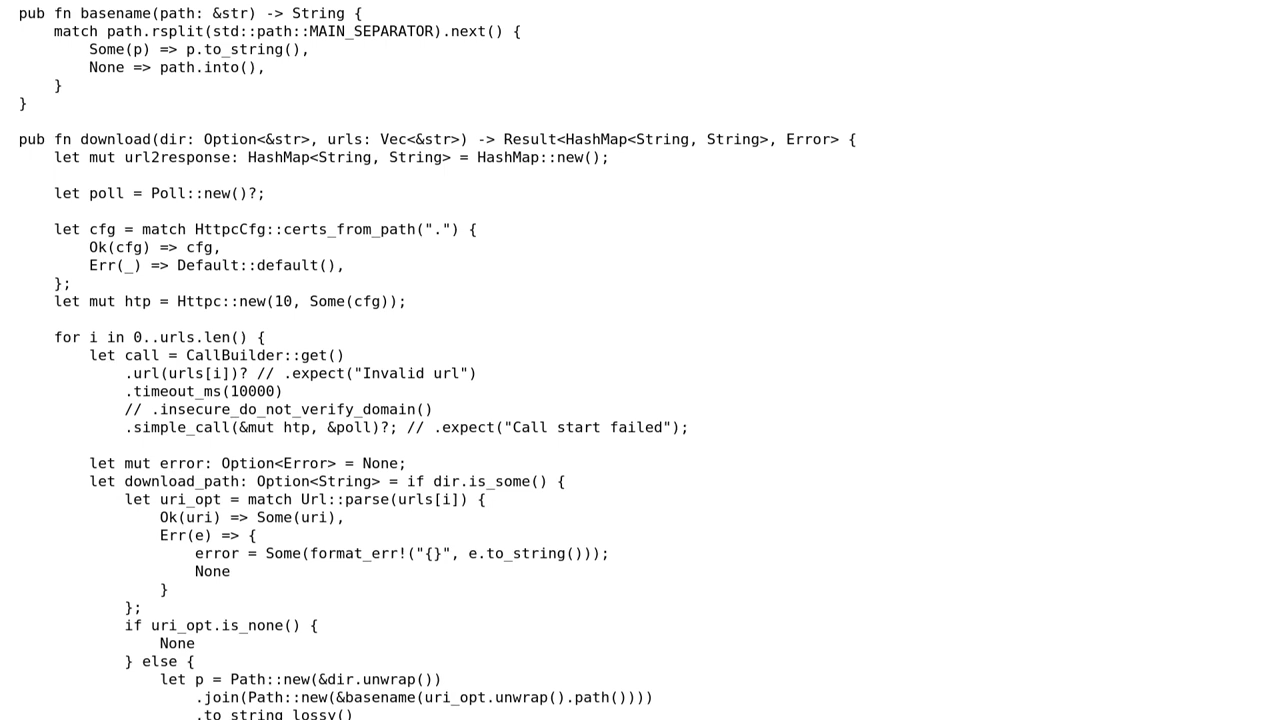 pub fn basename(path: &str) -> String {
    match path.rsplit(std::path::MAIN_SEPARATOR).next() {
        Some(p) => p.to_string(),
        None => path.into(),
    }
}

pub fn download(dir: Option<&str>, urls: Vec<&str>) -> Result<HashMap<String, String>, Error> {
    let mut url2response: HashMap<String, String> = HashMap::new();

    let poll = Poll::new()?;

    let cfg = match HttpcCfg::certs_from_path(".") {
        Ok(cfg) => cfg,
        Err(_) => Default::default(),
    };
    let mut htp = Httpc::new(10, Some(cfg));

    for i in 0..urls.len() {
        let call = CallBuilder::get()
            .url(urls[i])? // .expect("Invalid url")
            .timeout_ms(10000)
            // .insecure_do_not_verify_domain()
            .simple_call(&mut htp, &poll)?; // .expect("Call start failed");

        let mut error: Option<Error> = None;
        let download_path: Option<String> = if dir.is_some() {
            let uri_opt = match Url::parse(urls[i]) {
                Ok(uri) => Some(uri),
                Err(e) => {
                    error = Some(format_err!("{}", e.to_string()));
                    None
                }
            };
            if uri_opt.is_none() {
                None
            } else {
                let p = Path::new(&dir.unwrap())
                    .join(Path::new(&basename(uri_opt.unwrap().path())))
                    .to_string_lossy()